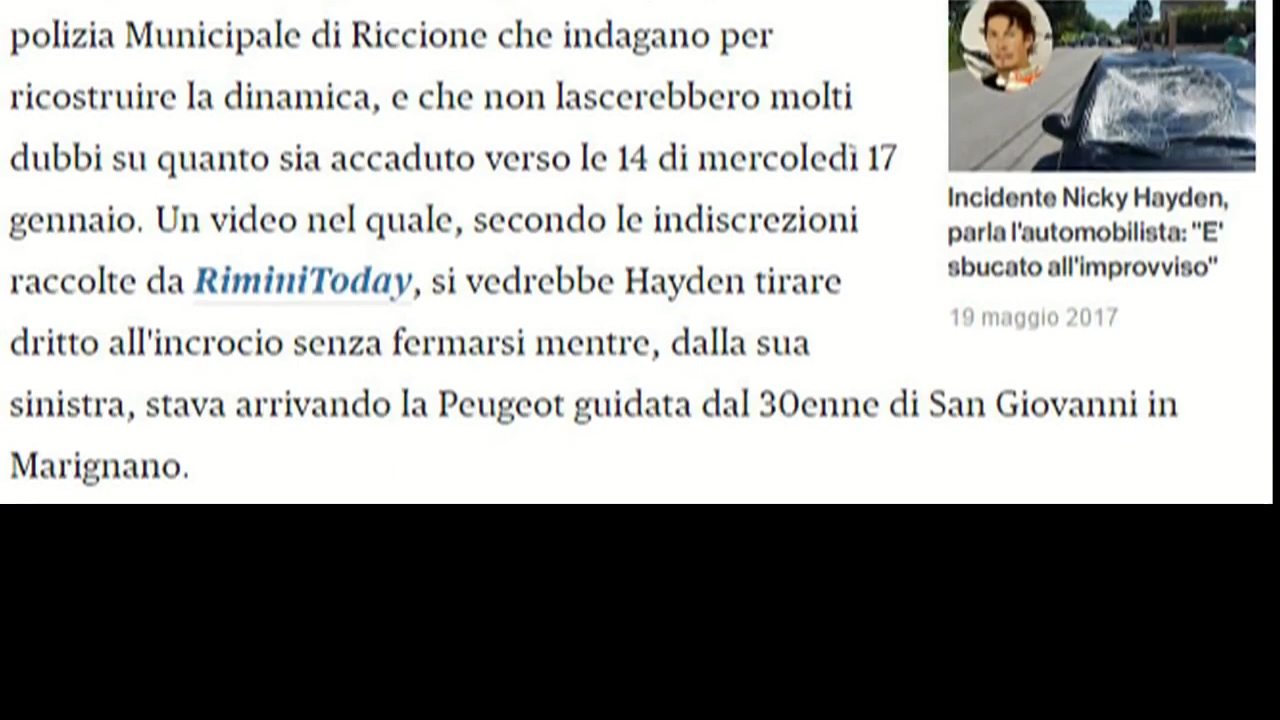 polizia Municipale di Riccione che indagano per
ricostruire la dinamica, e che non lascerebbero molti
dubbi su quanto sia accaduto verso le 14 di mercoledì 17
gennaio. Un video nel quale, secondo le indiscrezioni
raccolte da RiminiToday, si vedrebbe Hayden tirare
dritto all'incrocio senza fermarsi mentre, dalla sua
sinistra, stava arrivando la Peugeot guidata dal 30enne di San Giovanni in
Marignano.
Incidente Nicky Hayden,
parla l'automobilista: "E'
sbucato all'improvviso"
19 maggio 2017